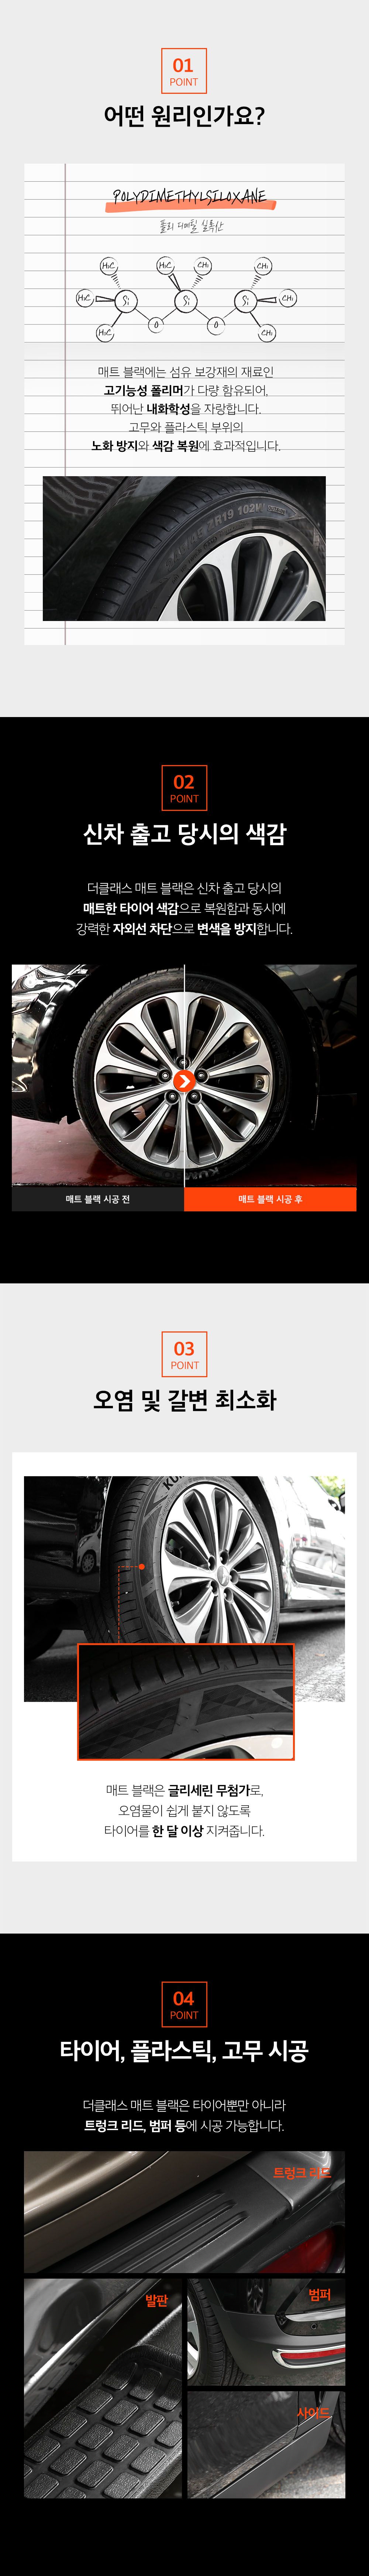 01
POINT
어떤 원리인가요?
POLYDIMETHYLSILOXANE
폴리 디메틸 실록산
H₃C
H₃C
CH₃
CH₃
H₃C
Si
Si
Si
CH₃
O
O
H₃C
CH₃
매트 블랙에는 섬유 보강재의 재료인
고기능성 폴리머가 다량 함유되어,
뛰어난 내화학성을 자랑합니다.
고무와 플라스틱 부위의
노화 방지와 색감 복원에 효과적입니다.
R19 102W
02
POINT
신차 출고 당시의 색감
더클래스 매트 블랙은 신차 출고 당시의
매트한 타이어 색감으로 복원함과 동시에
강력한 자외선 차단으로 변색을 방지합니다.
KUMHO
매트 블랙 시공 전
매트 블랙 시공 후
03
POINT
오염 및 갈변 최소화
KU
매트 블랙은 글리세린 무첨가로,
오염물이 쉽게 붙지 않도록
타이어를 한 달 이상 지켜줍니다.
04
POINT
타이어, 플라스틱, 고무 시공
더클래스 매트 블랙은 타이어뿐만 아니라
트렁크 리드, 범퍼 등에 시공 가능합니다.
트렁크 리드
발판
범퍼
사이드